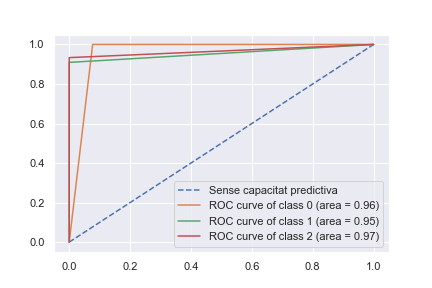 1.0
0.8
0.6
0.4
0.2
0.0
Sense capacitat predictiva
ROC curve of class 0 (area = 0.96)
ROC curve of class 1 (area = 0.95)
ROC curve of class 2 (area = 0.97)
0.0 0.2 0.4 0.6 0.8 1.0